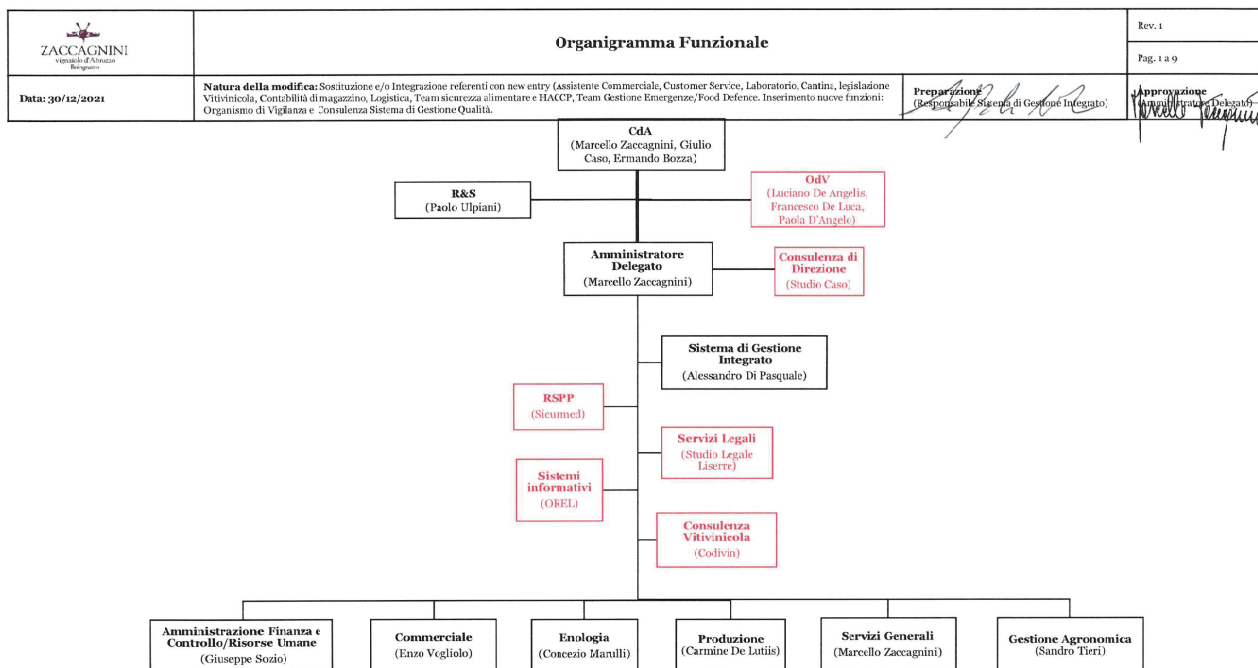 ZACCAGNINI
vignaiolo d'Abruzzo
Bolognano
Organigramma Funzionale
Rev. 1
Pag. 1 a 9
Data: 30/12/2021
Natura della modifica: Sostituzione e/o Integrazione referenti con new entry (Assistente Commerciale, Customer Service, Laboratorio, Cantina, legislazione
Vitivinicola, Contabilità di magazzino, Logistica, Team sicurezza alimentare e HACCP, Team Gestione Emergenze/Food Defence. Inserimento nuove funzioni:
Organismo di Vigilanza e Consulenza Sistema di Gestione Qualità.
Preparazione
(Responsabile Sistema di Gestione Integrato)
Approvazione
(Amministratore Delegato)
CdA
(Marcello Zaccagnini, Giulio
Caso, Ermando Bozza)
R&S
(Paolo Ulpiani)
OdV
(Luciano De Angelis,
Francesco De Luca,
Paola D'Angelo)
Amministratore
Delegato
(Marcello Zaccagnini)
Consulenza di
Direzione
(Studio Caso)
Sistema di Gestione
Integrato
(Alessandro Di Pasquale)
RSPP
(Sicurmed)
Servizi Legali
(Studio Legale
Liserre)
Sistemi
informativi
(OREL)
Consulenza
Vitivinicola
(Codivin)
Amministrazione Finanza e
Controllo/Risorse Umane
(Giuseppe Sozio)
Commerciale
(Enzo Vogliolo)
Enologia
(Concezio Marulli)
Produzione
(Carmine De Lutiis)
Servizi Generali
(Marcello Zaccagnini)
Gestione Agronomica
(Sandro Tieri)